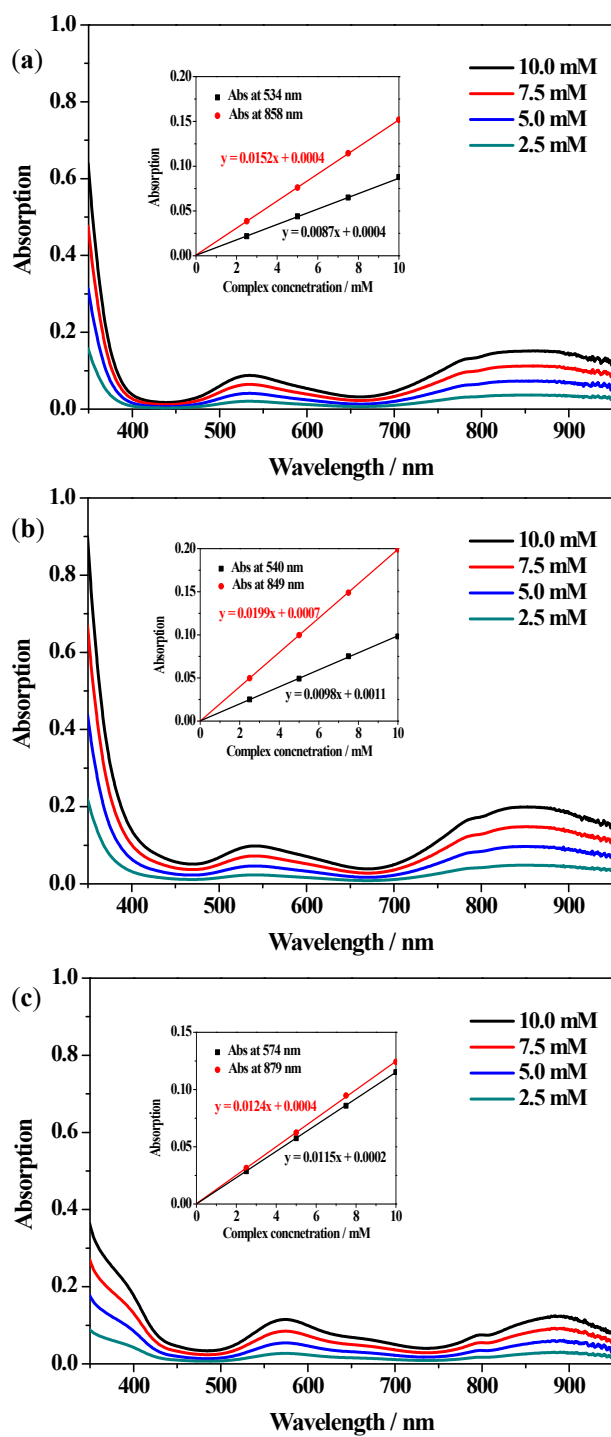 (a)
1.0
0.8
0.6
0.4
0.2
0.0
Absorption
400 500 600 700 800 900
Wavelength / nm
10.0 mM
7.5 mM
5.0 mM
2.5 mM
0.20
0.15
0.10
0.05
0.00
Absorption
Abs at 534 nm
Abs at 858 nm
y = 0.0152x + 0.0004
y = 0.0087x + 0.0004
0 2 4 6 8 10
Complex concnetration / mM
(b)
1.0
0.8
0.6
0.4
0.2
0.0
Absorption
400 500 600 700 800 900
Wavelength / nm
10.0 mM
7.5 mM
5.0 mM
2.5 mM
0.20
0.15
0.10
0.05
0.00
Absorption
Abs at 540 nm
Abs at 849 nm
y = 0.0199x + 0.0007
y = 0.0098x + 0.0011
0 2 4 6 8 10
Complex concnetration / mM
(c)
1.0
0.8
0.6
0.4
0.2
0.0
Absorption
400 500 600 700 800 900
Wavelength / nm
10.0 mM
7.5 mM
5.0 mM
2.5 mM
0.15
0.10
0.05
0.00
Absorption
Abs at 574 nm
Abs at 879 nm
y = 0.0124x + 0.0004
y = 0.0115x + 0.0002
0 2 4 6 8 10
Complex concnetration / mM